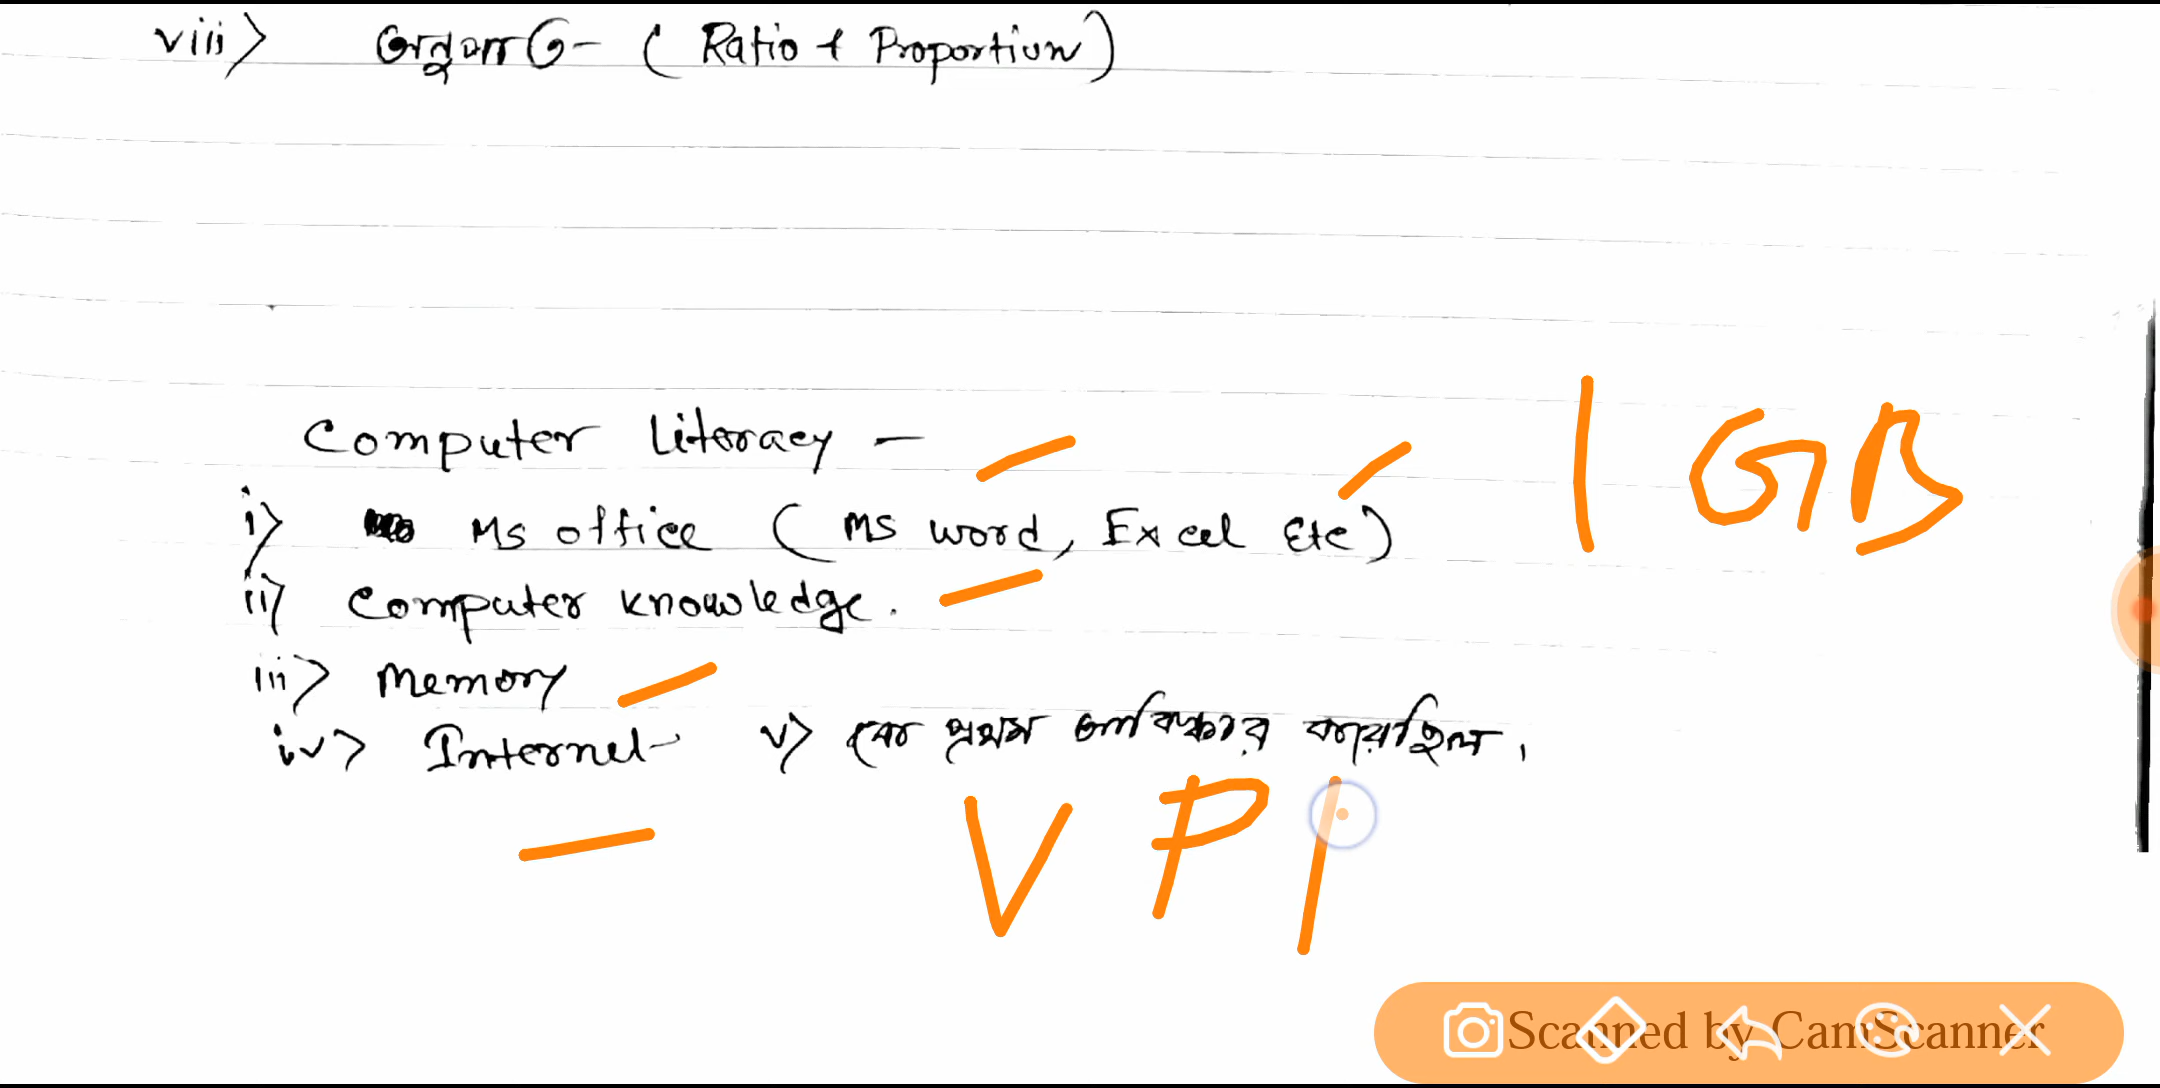 viii> অনুপাত - (Ratio & Proportion)
Computer Literacy -
i> Ms office (MS word, Excel Etc)
1 GB
ii> Computer knowledge.
iii> Memory
iv> Internet v> কে প্রথম আবিষ্কার করেছিল,
V P
Scanned by CamScanner